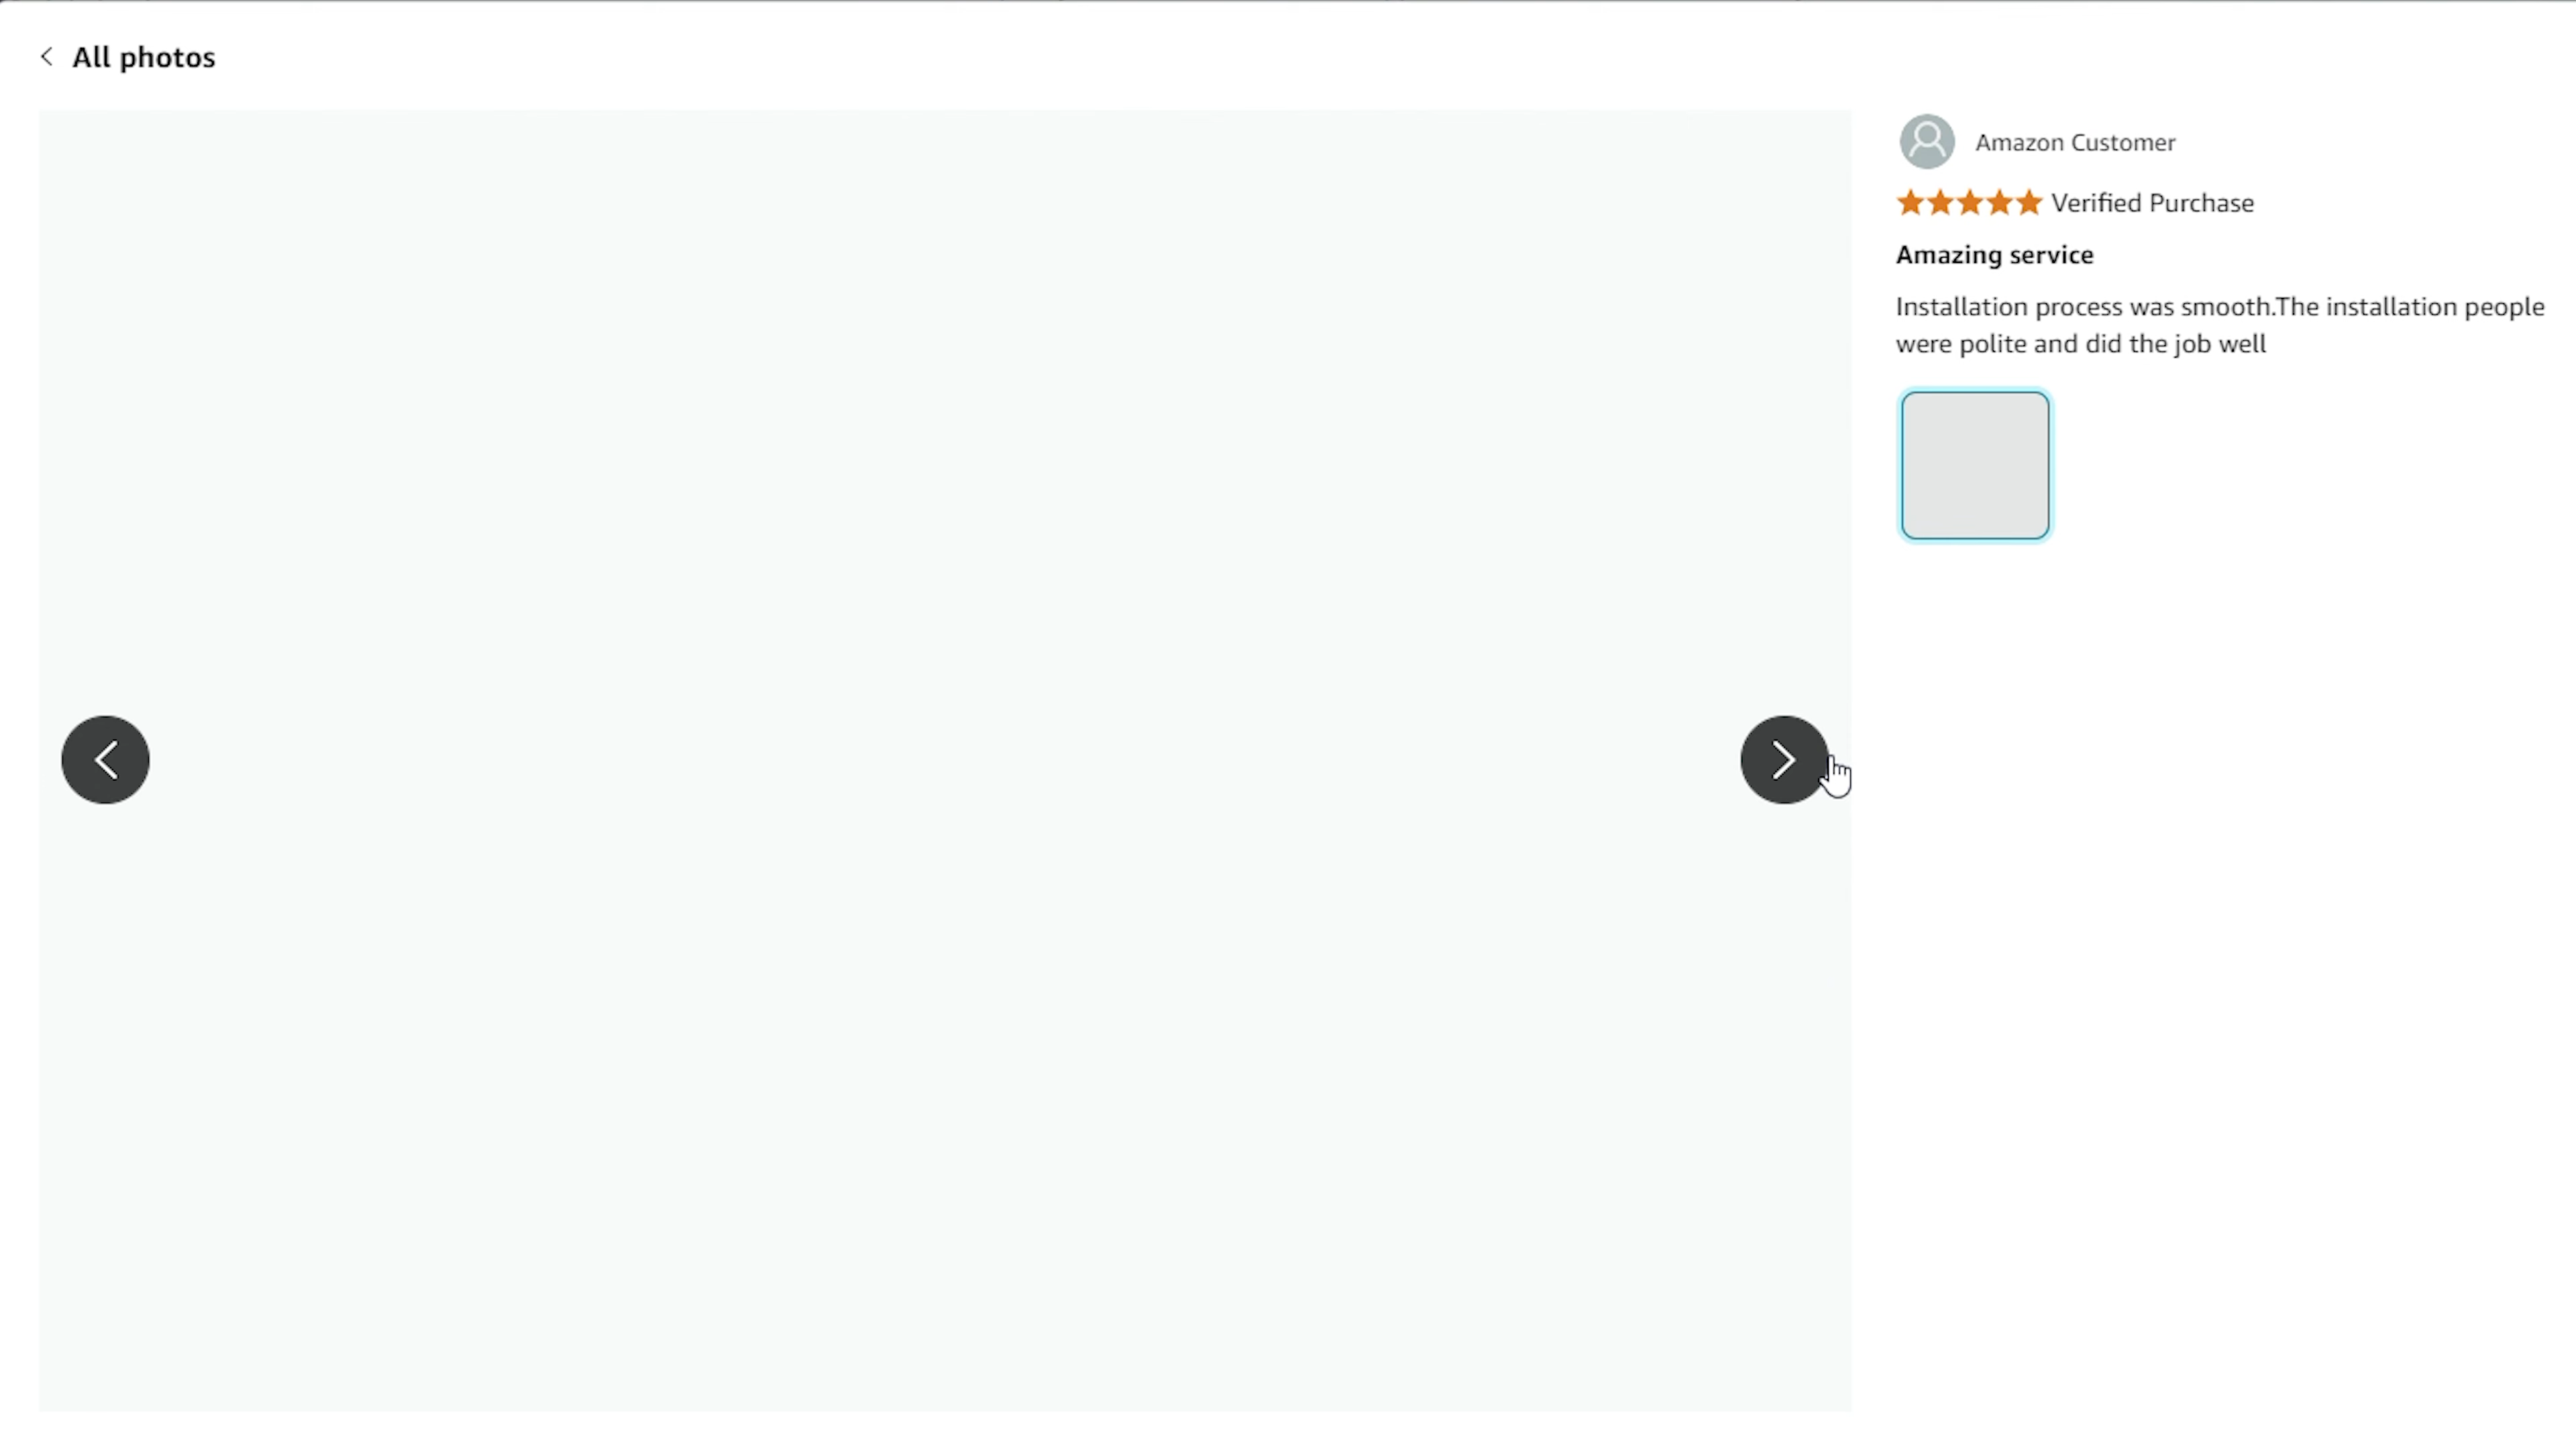 All photos
Amazon Customer
Verified Purchase
Amazing service
Installation process was smooth.The installation people
were polite and did the job well